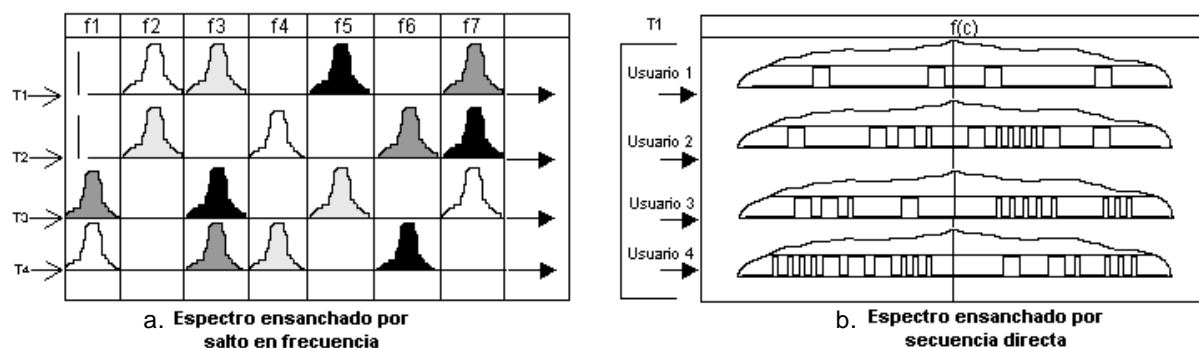 f1 f2 f3 f4 f5 f6 f7
T1
T2
T3
T4
a. Espectro ensanchado por
salto en frecuencia
T1 f(c)
Usuario 1
Usuario 2
Usuario 3
Usuario 4
b. Espectro ensanchado por
secuencia directa